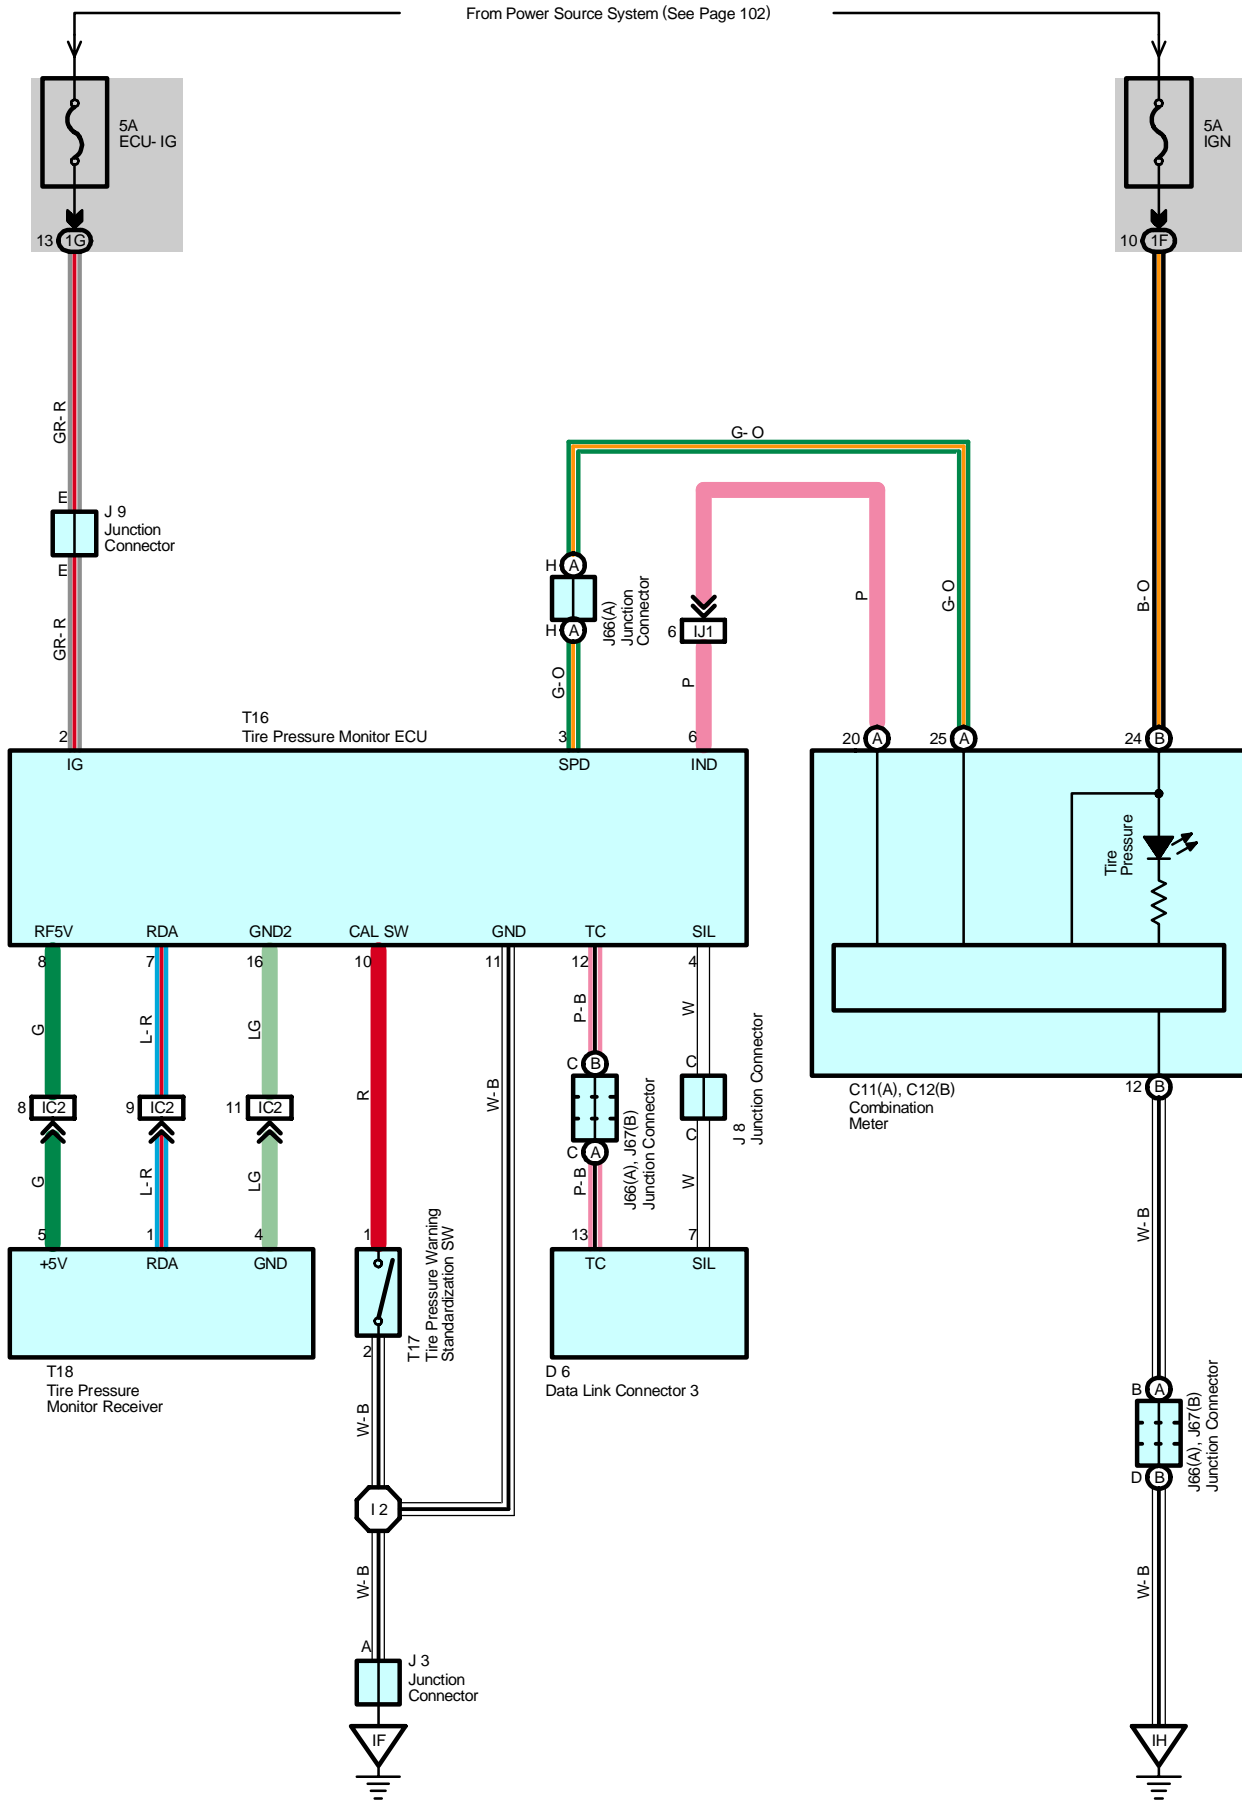 From Power Source System (See Page 102)
5A
ECU- IG
5A
IGN
13 1G
10 1F
GR- R
E
J 9
Junction
Connector
E
GR- R
G- O
H A
J66(A)
Junction
Connector
H A
G- O
6 IJ1
P
P
G- O
B- O
T16
Tire Pressure Monitor ECU
2
3
6
20 A
25 A
24 B
IG
SPD
IND
Tire
Pressure
RF5V
RDA
GND2
CAL SW
GND
TC
SIL
8
7
16
10
11
12
4
G
L- R
LG
R
W- B
P- B
W
C B
C
J66(A), J67(B)
Junction Connector
J 8
Junction Connector
C A
C
P- B
W
8 IC2
9 IC2
11 IC2
G
L- R
LG
C11(A), C12(B)
Combination
Meter
12 B
W- B
5
1
4
1
13
7
+5V
RDA
GND
TC
SIL
T18
Tire Pressure
Monitor Receiver
T17
Tire Pressure Warning
Standardization SW
2
D 6
Data Link Connector 3
W- B
I 2
W- B
A
J 3
Junction
Connector
IF
B A
J66(A), J67(B)
Junction Connector
D B
W- B
IH